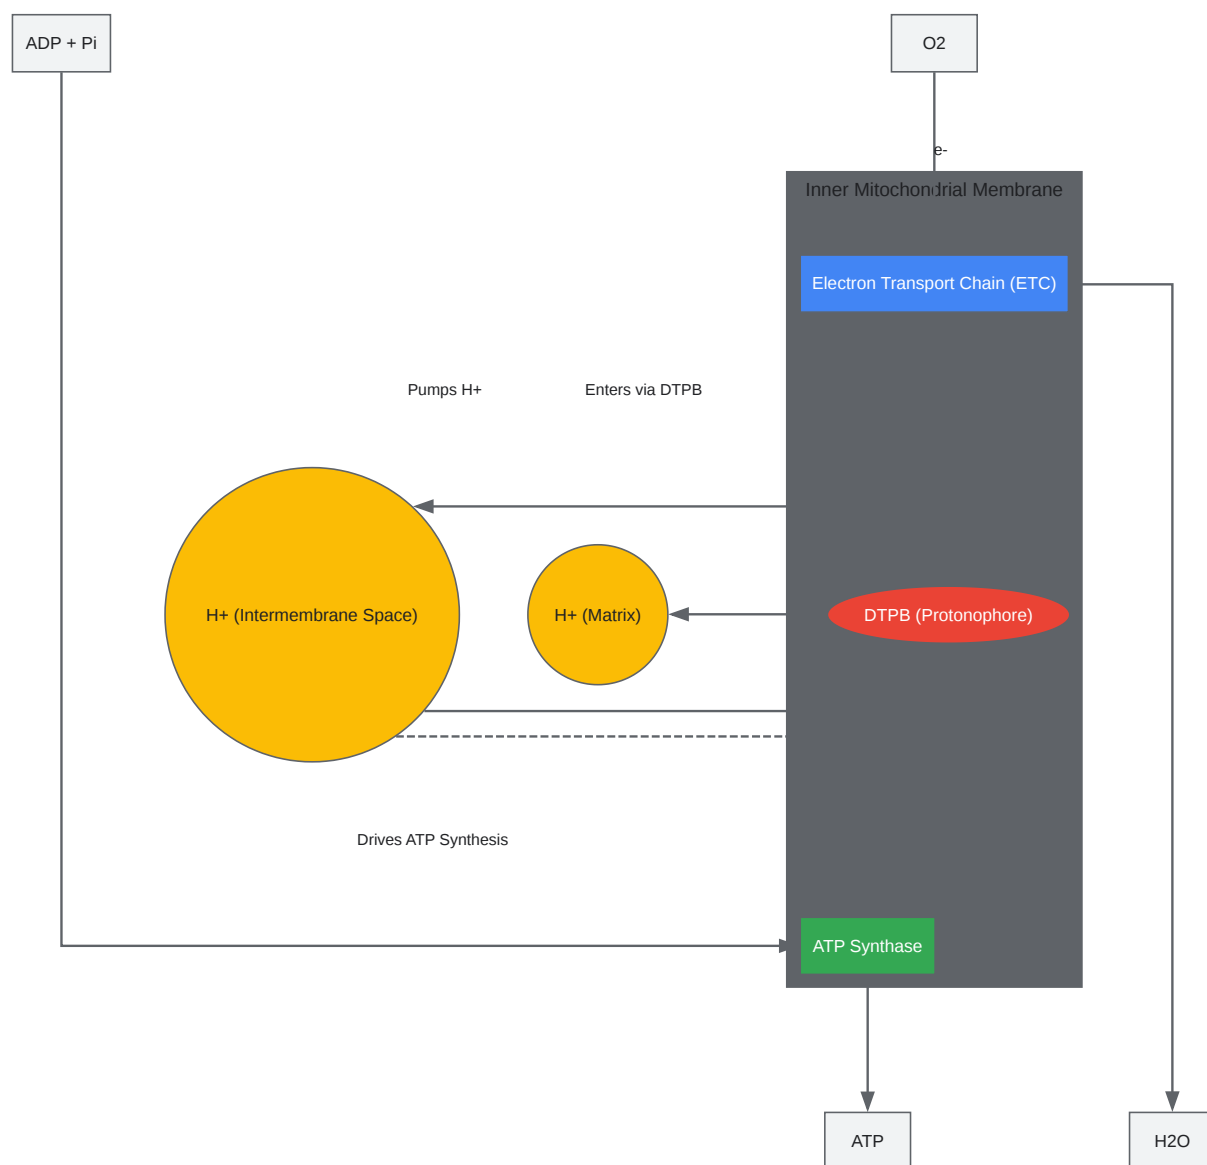 ADP + Pi
O2
e-
Inner Mitochondrial Membrane
Electron Transport Chain (ETC)
Pumps H+
Enters via DTPB
H+ (Intermembrane Space)
H+ (Matrix)
DTPB (Protonophore)
Drives ATP Synthesis
ATP Synthase
ATP
H2O